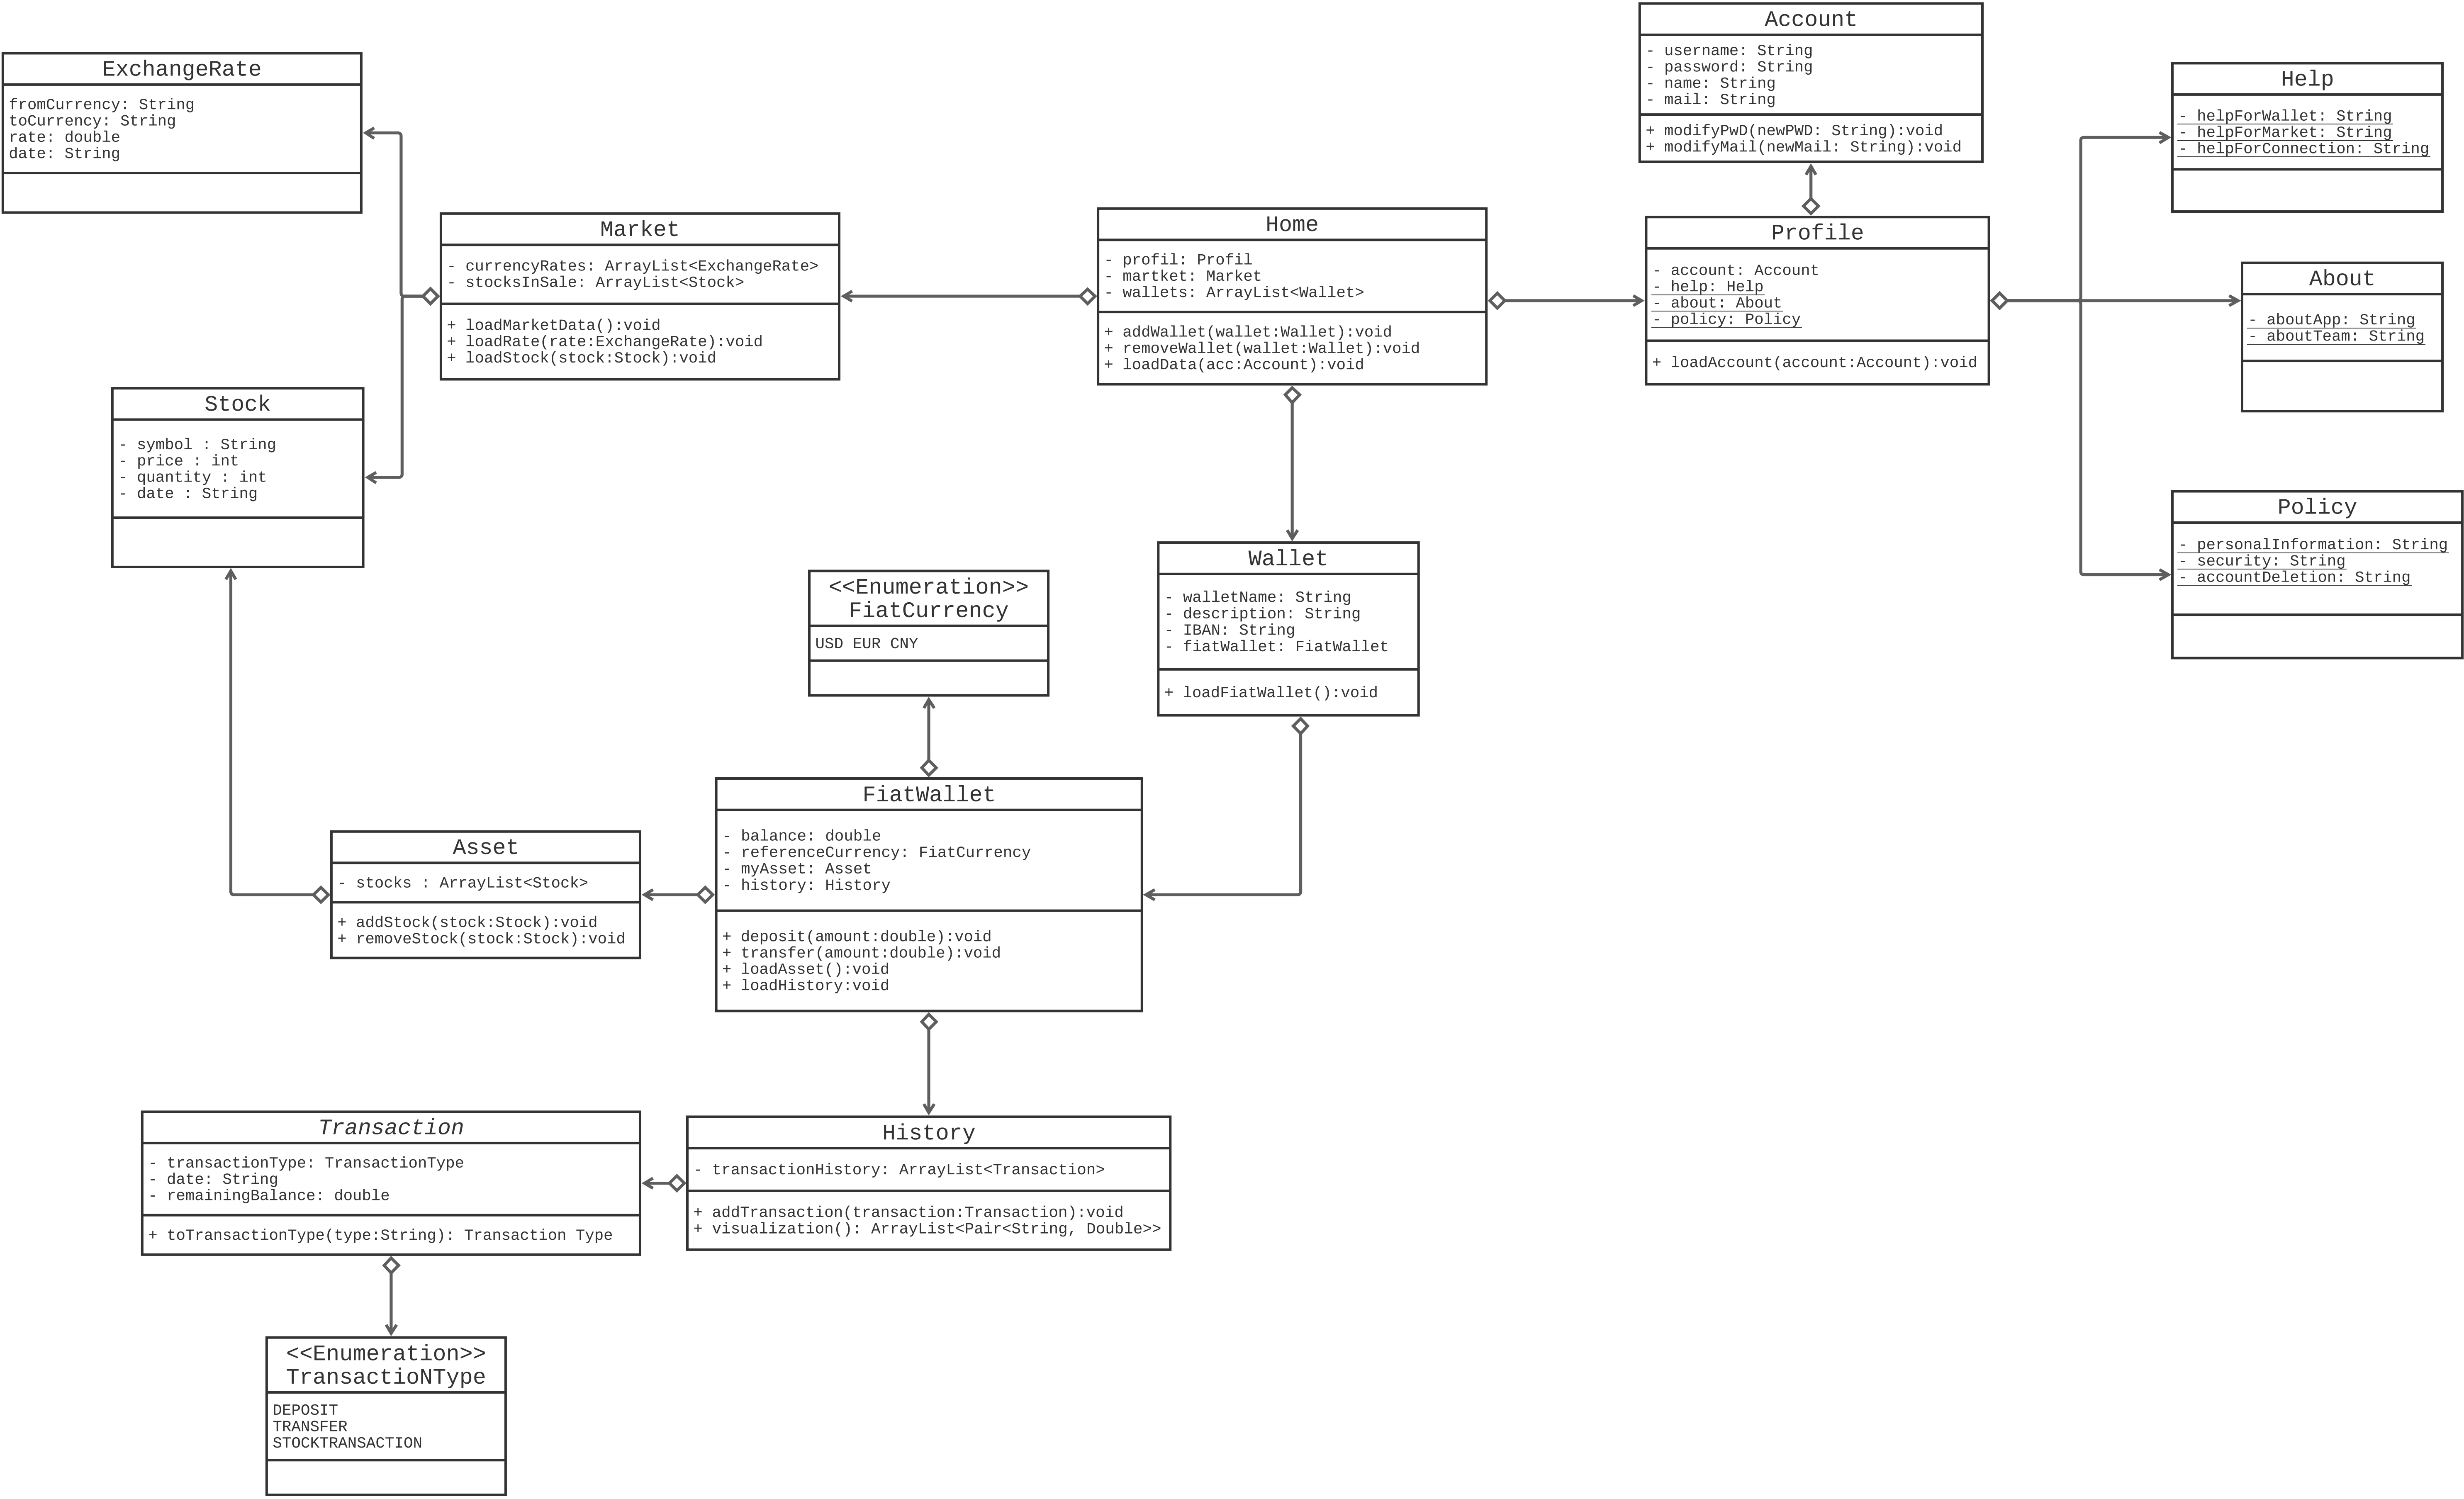 Account
- username: String
- password: String
- name: String
- mail: String
+ modifyPwD(newPWD: String):void
+ modifyMail(newMail: String):void
ExchangeRate
fromCurrency: String
toCurrency: String
rate: double
date: String
Help
- helpForWallet: String
- helpForMarket: String
- helpForConnection: String
Market
- currencyRates: ArrayList<ExchangeRate>
- stocksInSale: ArrayList<Stock>
+ loadMarketData():void
+ loadRate(rate:ExchangeRate):void
+ loadStock(stock:Stock):void
Home
- profil: Profil
- martket: Market
- wallets: ArrayList<Wallet>
+ addWallet(wallet:Wallet):void
+ removeWallet(wallet:Wallet):void
+ loadData(acc:Account):void
Profile
- account: Account
- help: Help
- about: About
- policy: Policy
+ loadAccount(account:Account):void
About
- aboutApp: String
- aboutTeam: String
Stock
- symbol : String
- price : int
- quantity : int
- date : String
Policy
- personalInformation: String
- security: String
- accountDeletion: String
<<Enumeration>>
FiatCurrency
USD EUR CNY
Wallet
- walletName: String
- description: String
- IBAN: String
- fiatWallet: FiatWallet
+ loadFiatWallet():void
FiatWallet
- balance: double
- referenceCurrency: FiatCurrency
- myAsset: Asset
- history: History
+ deposit(amount:double):void
+ transfer(amount:double):void
+ loadAsset():void
+ loadHistory:void
Asset
- stocks : ArrayList<Stock>
+ addStock(stock:Stock):void
+ removeStock(stock:Stock):void
Transaction
- transactionType: TransactionType
- date: String
- remainingBalance: double
+ toTransactionType(type:String): Transaction Type
History
- transactionHistory: ArrayList<Transaction>
+ addTransaction(transaction:Transaction):void
+ visualization(): ArrayList<Pair<String, Double>>
<<Enumeration>>
TransactioNType
DEPOSIT
TRANSFER
STOCKTRANSACTION